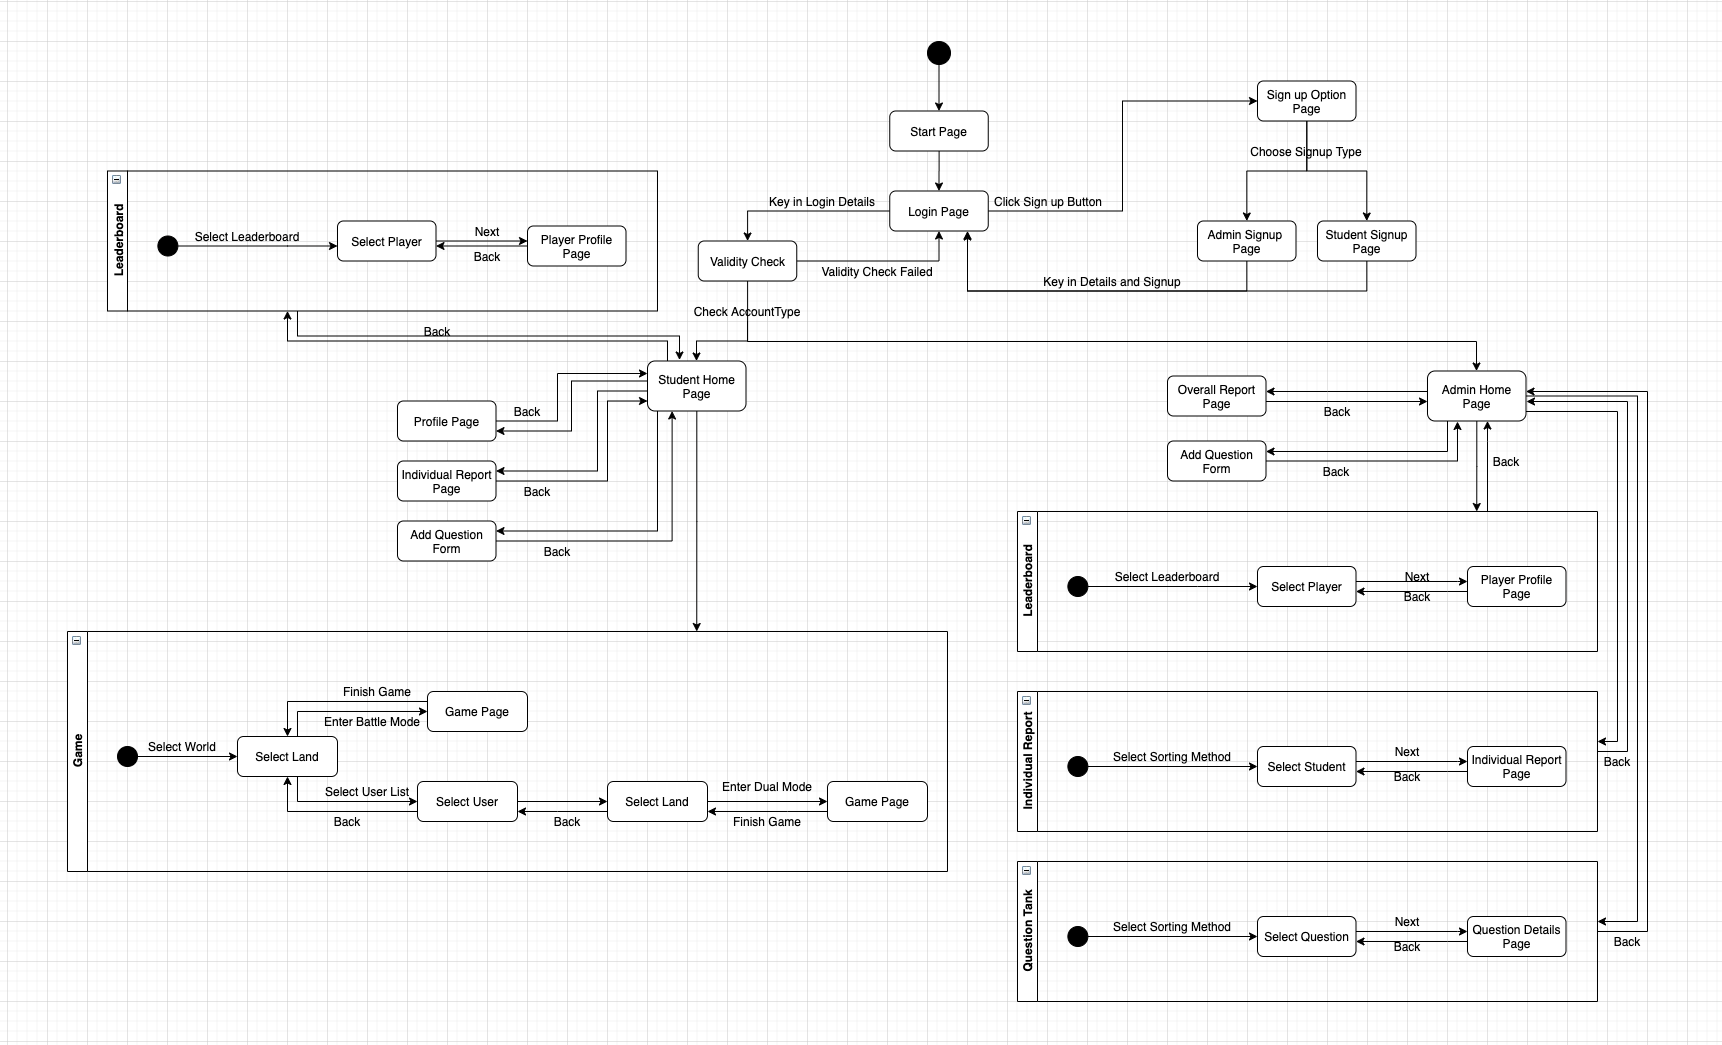 Start Page
Sign up Option
Page
Choose Signup Type
Login Page
Key in Login Details
Click Sign up Button
Admin Signup
Page
Student Signup
Page
Validity Check
Validity Check Failed
Key in Details and Signup
Check AccountType
Leaderboard
Select Leaderboard
Select Player
Next
Back
Player Profile
Page
Back
Student Home
Page
Profile Page
Back
Individual Report
Page
Back
Add Question
Form
Back
Overall Report
Page
Back
Admin Home
Page
Add Question
Form
Back
Back
Leaderboard
Select Leaderboard
Select Player
Next
Back
Player Profile
Page
Game
Select World
Select Land
Finish Game
Enter Battle Mode
Game Page
Select User List
Back
Select User
Back
Select Land
Enter Dual Mode
Finish Game
Game Page
Individual Report
Select Sorting Method
Select Student
Next
Back
Individual Report
Page
Back
Question Tank
Select Sorting Method
Select Question
Next
Back
Question Details
Page
Back